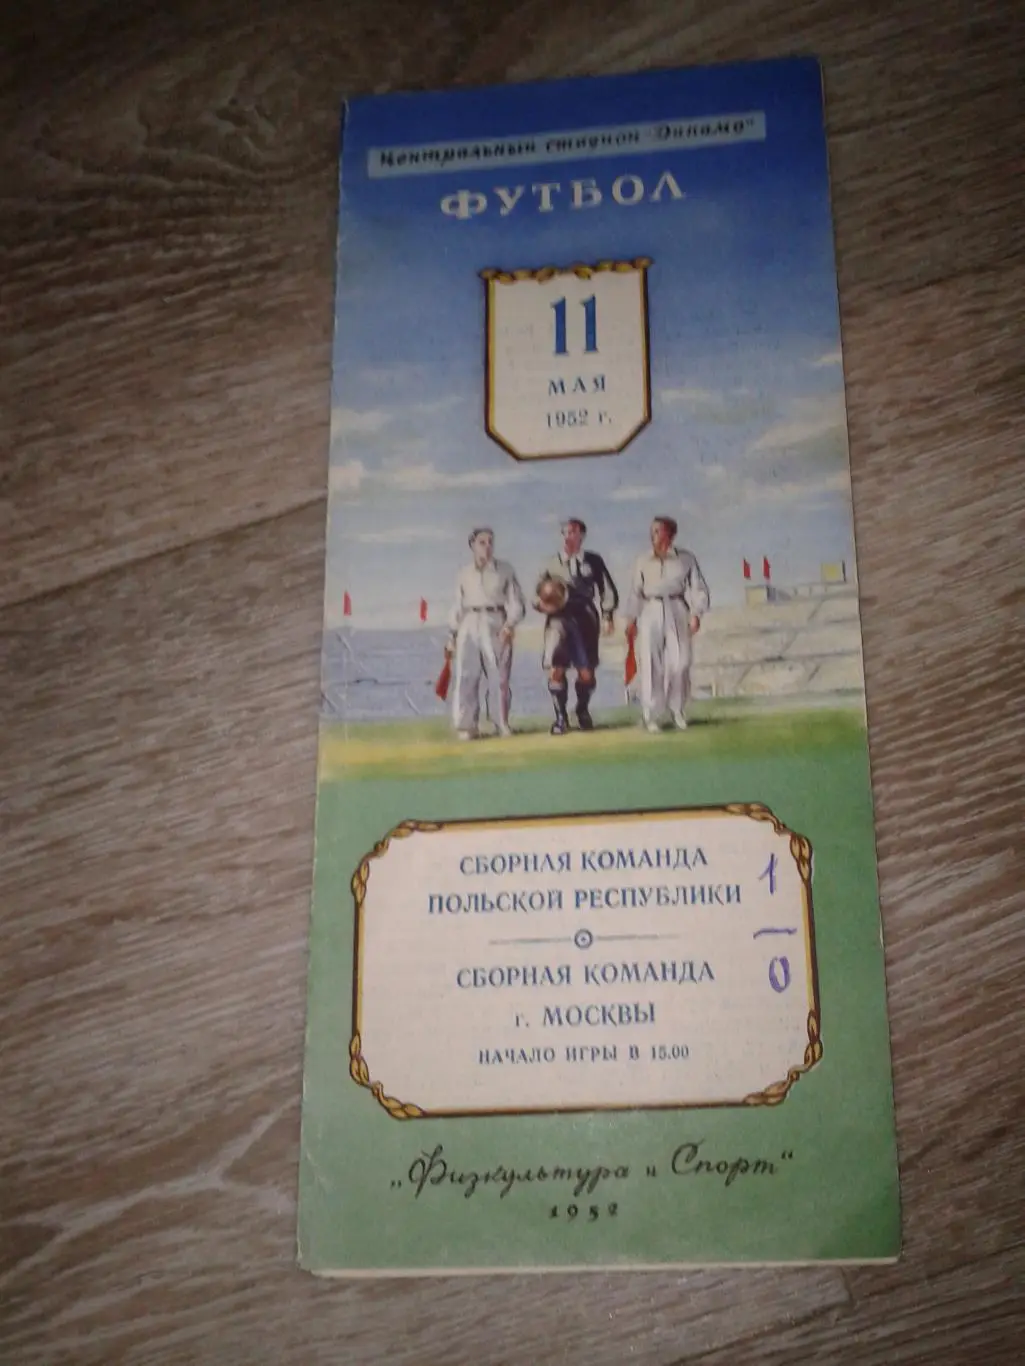 Центральный стадион "Динамо"
ФУТБОЛ
11
МАЯ
1952 г.
СБОРНАЯ КОМАНДА
ПОЛЬСКОЙ РЕСПУБЛИКИ
1
—
0
СБОРНАЯ КОМАНДА
г. МОСКВЫ
НАЧАЛО ИГРЫ В 15.00
„Физкультура и Спорт"
1952